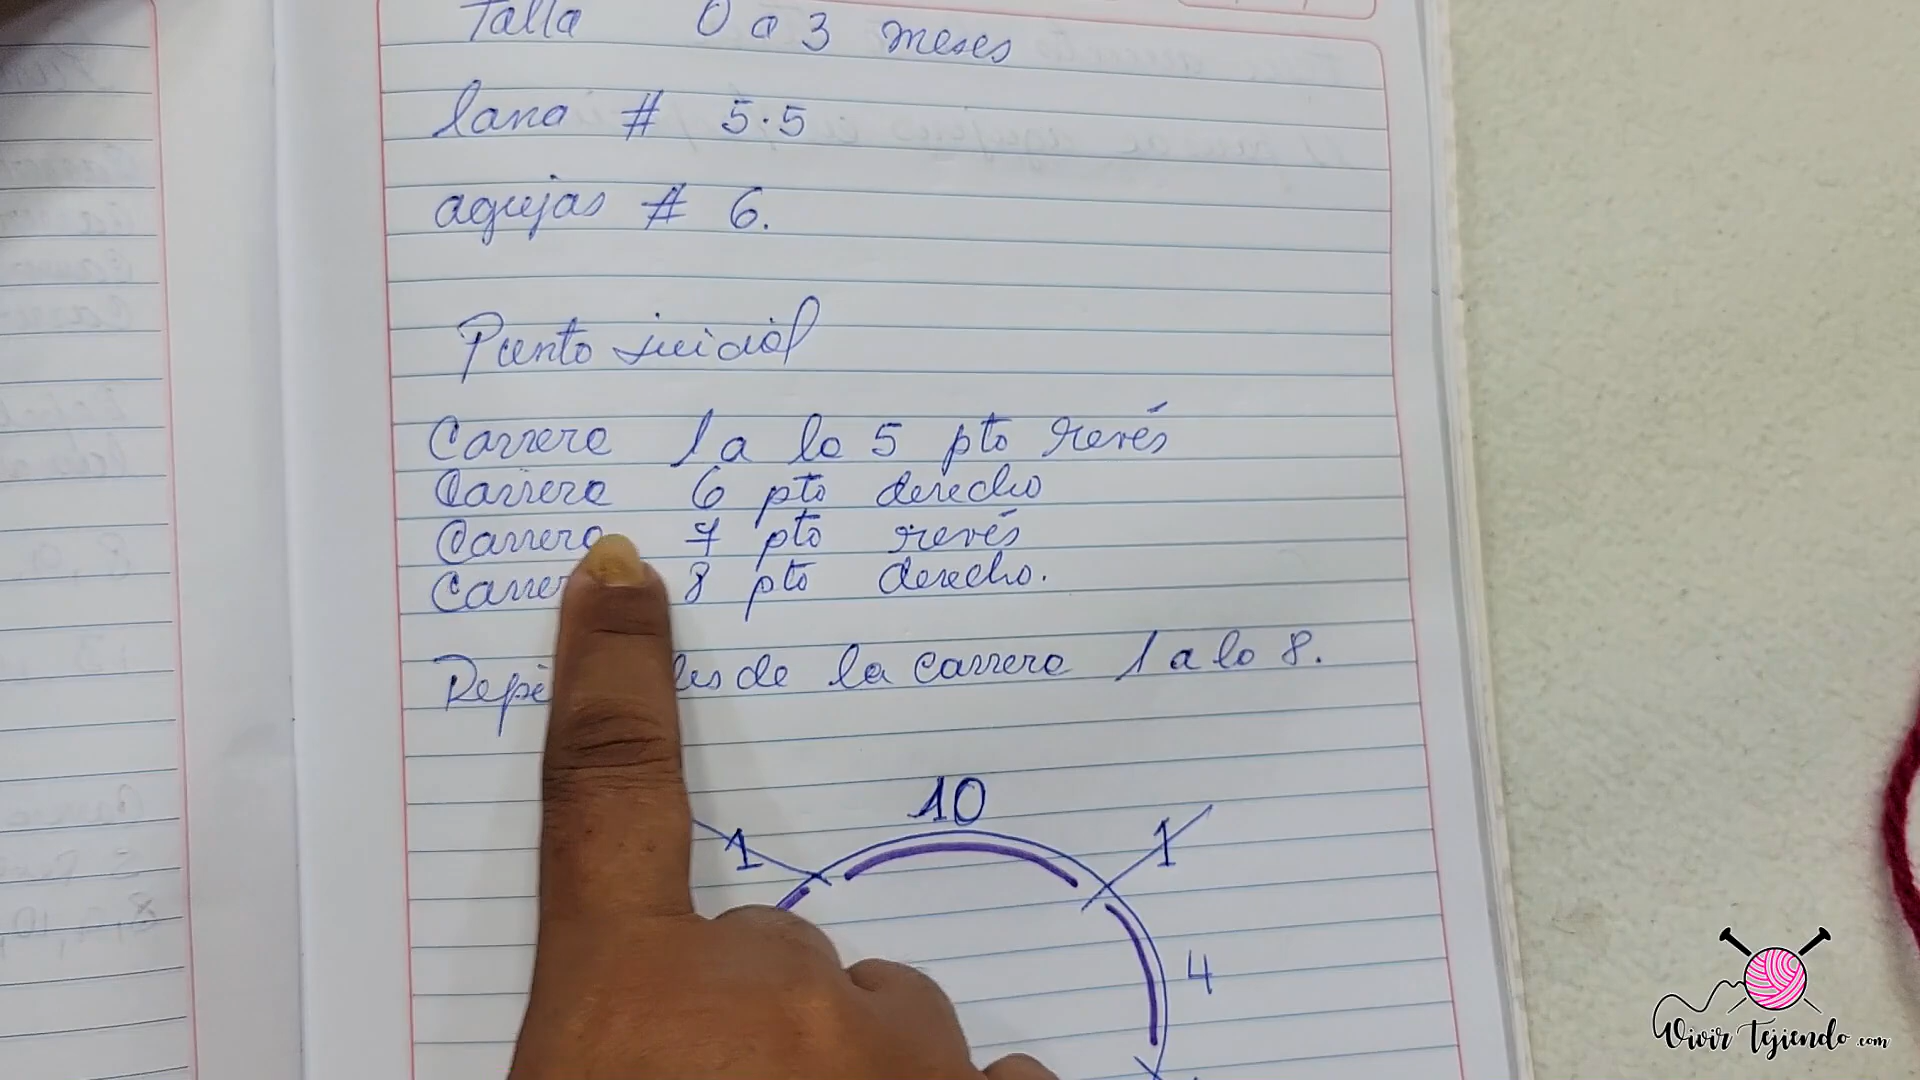 Talla 0 a 3 meses
lana # 5.5
agujas # 6.
Punto inicial
Carrera 1 a la 5 pto revés
Carrera 6 pto derecho
Carrera 7 pto revés
Carrera 8 pto derecho.
desde la carrera 1 a la 8.
10
1 1
4
Vivir Tejiendo .com